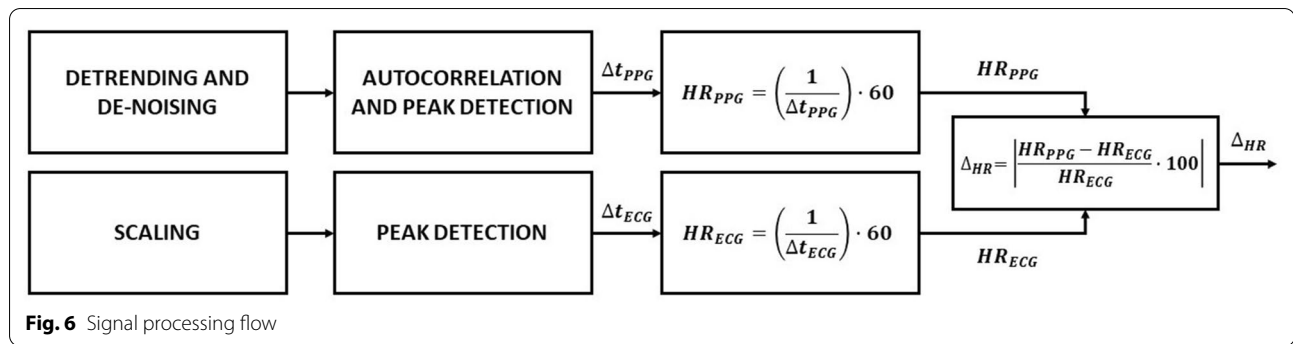 DETRENDING AND
DE-NOISING
AUTOCORRELATION
AND PEAK DETECTION
Δt_PPG
HR_PPG = (1/Δt_PPG) · 60
HR_PPG
SCALING
PEAK DETECTION
Δt_ECG
HR_ECG = (1/Δt_ECG) · 60
HR_ECG
Δ_HR = |(HR_PPG − HR_ECG)/HR_ECG · 100|
Δ_HR
Fig. 6 Signal processing flow